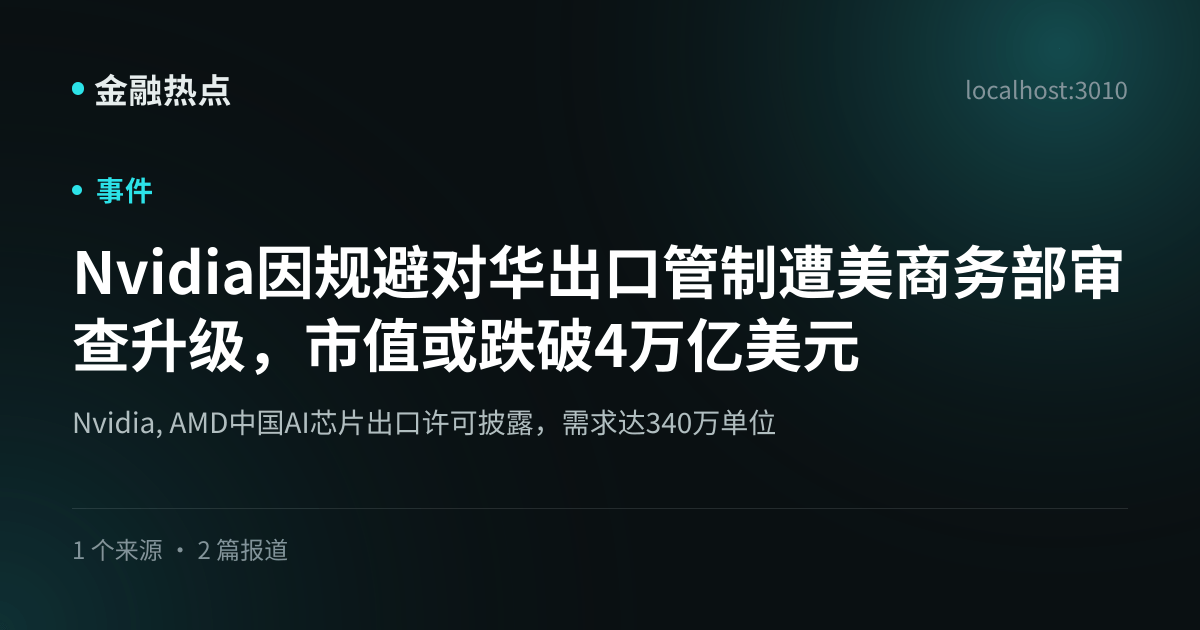 金融热点
localhost:3010
事件
Nvidia因规避对华出口管制遭美商务部审
查升级，市值或跌破4万亿美元
Nvidia, AMD中国AI芯片出口许可披露，需求达340万单位
1 个来源 · 2 篇报道